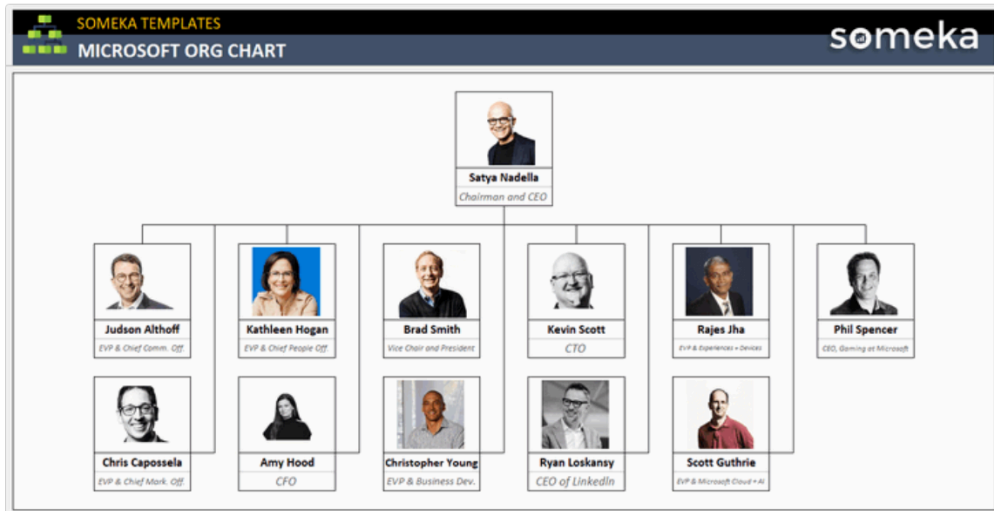 SOMEKA TEMPLATES
MICROSOFT ORG CHART
someka
Satya Nadella
Chairman and CEO
Judson Althoff
EVP & Chief Comm. Off.
Kathleen Hogan
EVP & Chief People Off.
Brad Smith
Vice Chair and President
Kevin Scott
CTO
Rajes Jha
EVP & Experiences + Devices
Phil Spencer
CEO, Gaming at Microsoft
Chris Capossela
EVP & Chief Mark. Off.
Amy Hood
CFO
Christopher Young
EVP & Business Dev.
Ryan Loskansy
CEO of LinkedIn
Scott Guthrie
EVP & Microsoft Cloud + AI